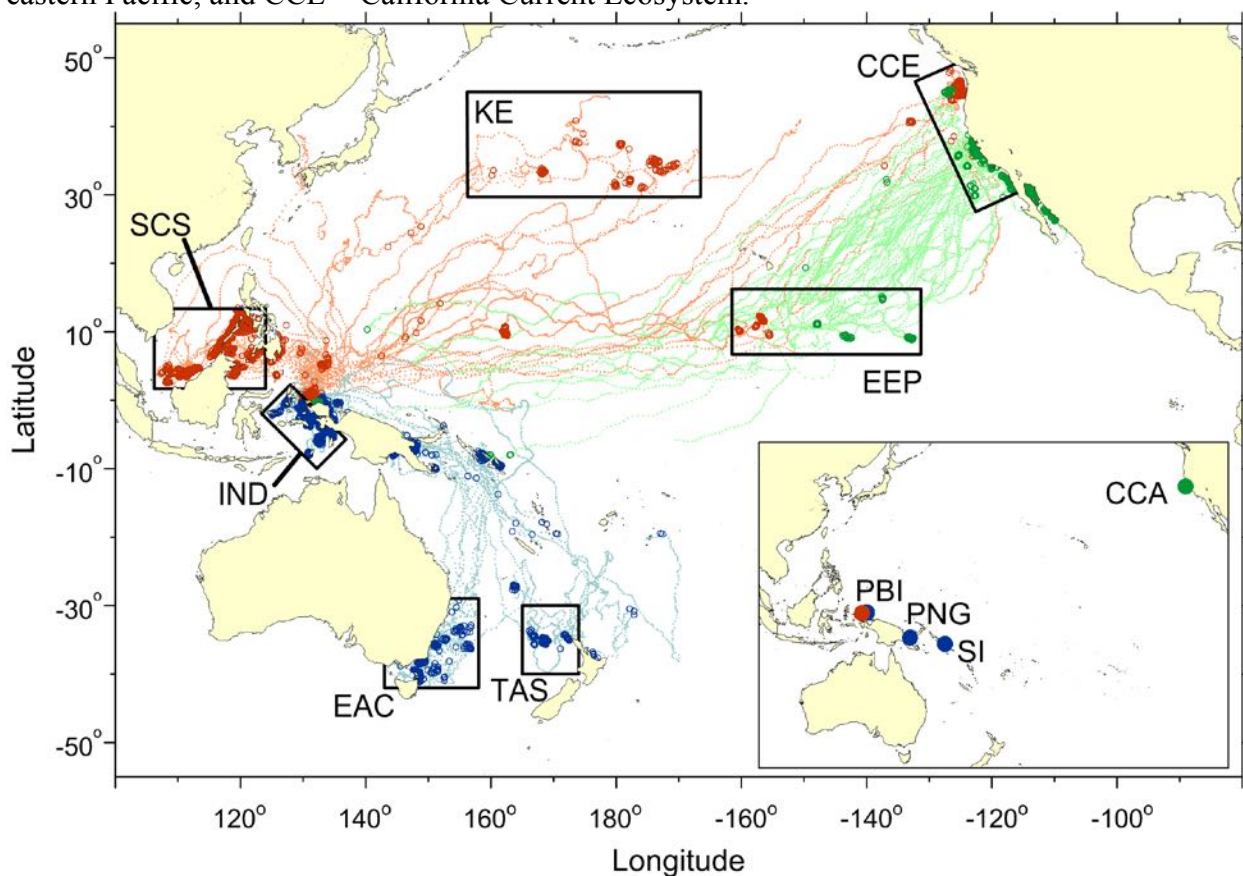 eastern Pacific, and CCE = California Current Ecosystem.
50°
CCE
KE
30°
SCS
10°
EEP
Latitude
-10°
IND
CCA
PBI
PNG
-30°
SI
TAS
EAC
-50°
120° 140° 160° 180° -160° -140° -120° -100°
Longitude